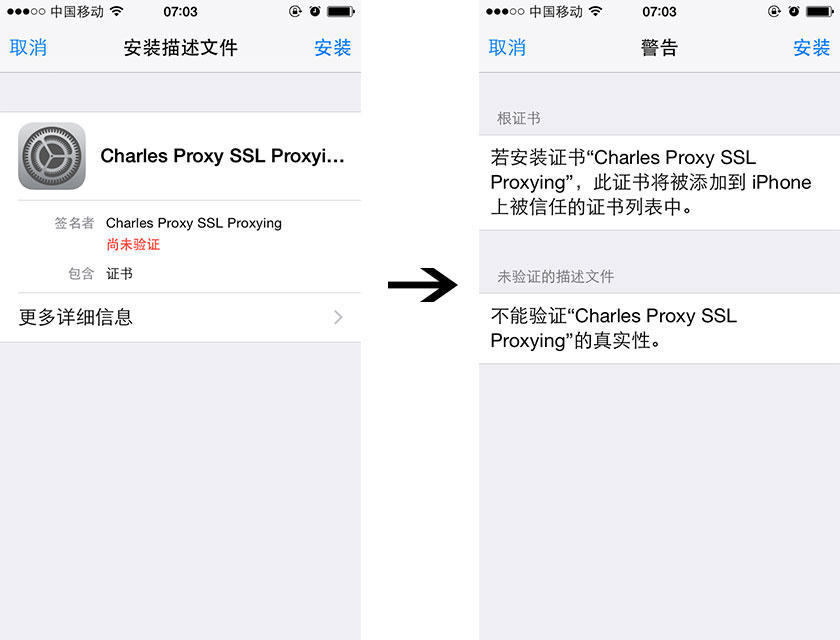 中国移动 07:03
取消 安装描述文件 安装
Charles Proxy SSL Proxyi...
签名者 Charles Proxy SSL Proxying
尚未验证
包含 证书
更多详细信息
中国移动 07:03
取消 警告 安装
根证书
若安装证书“Charles Proxy SSL
Proxying”，此证书将被添加到 iPhone
上被信任的证书列表中。
未验证的描述文件
不能验证“Charles Proxy SSL
Proxying”的真实性。